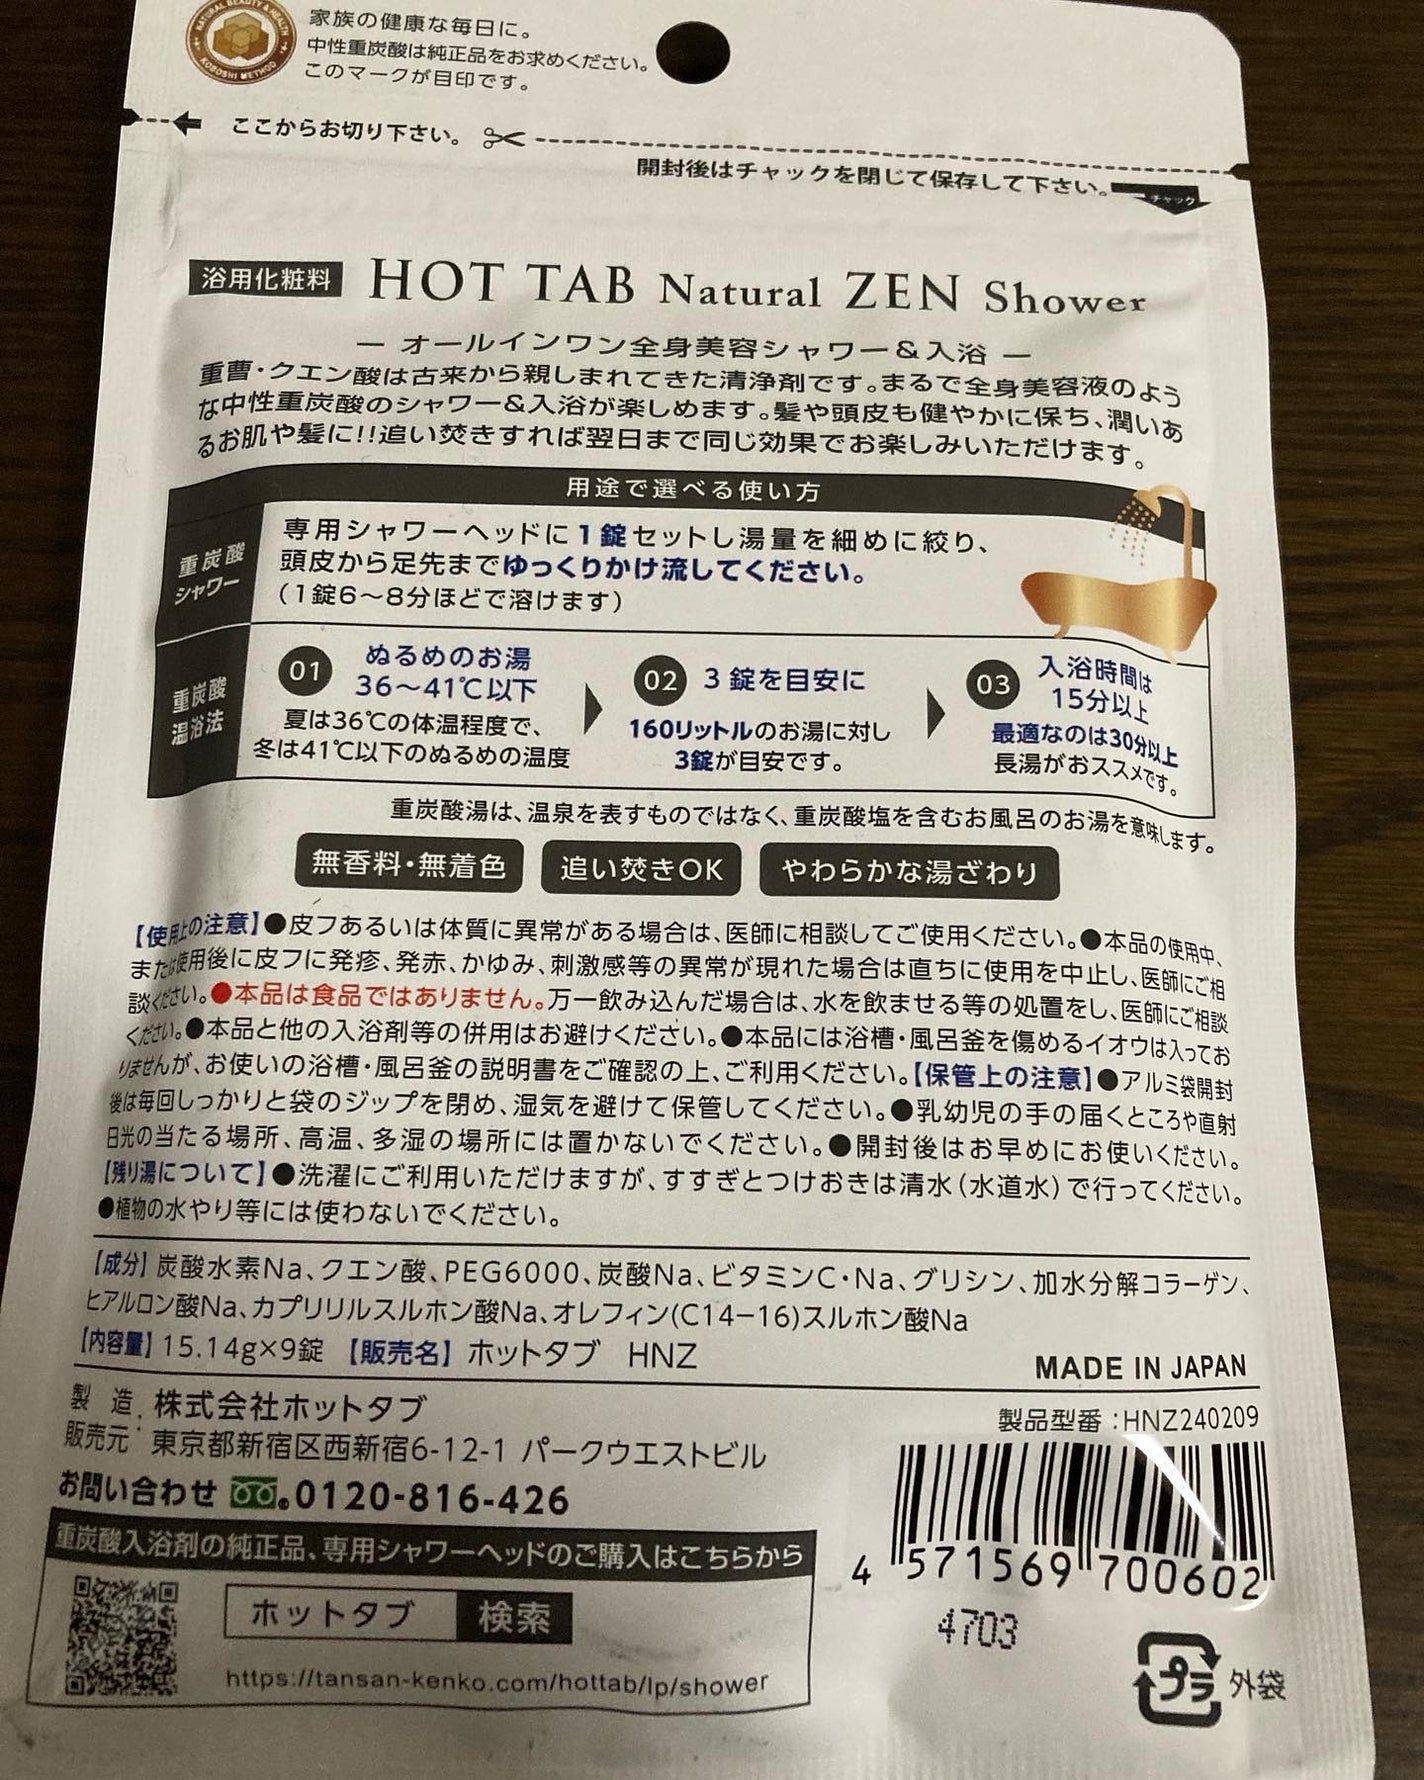 NATURAL BEAUTY & HEALTH
KOBOSHI METHOD
家族の健康な毎日に。
中性重炭酸は純正品をお求めください。
このマークが目印です。
ここからお切り下さい。
開封後はチャックを閉じて保存して下さい。
チャック
浴用化粧料 HOT TAB Natural ZEN Shower
― オールインワン全身美容シャワー&入浴 ―
重曹・クエン酸は古来から親しまれてきた清浄剤です。まるで全身美容液のよう
な中性重炭酸のシャワー&入浴が楽しめます。髪や頭皮も健やかに保ち、潤いあ
るお肌や髪に!!追い焚きすれば翌日まで同じ効果でお楽しみいただけます。
用途で選べる使い方
重炭酸
シャワー
専用シャワーヘッドに1錠セットし湯量を細めに絞り、
頭皮から足先までゆっくりかけ流してください。
(1錠6〜8分ほどで溶けます)
重炭酸
温浴法
01 ぬるめのお湯
36〜41℃以下
夏は36℃の体温程度で、
冬は41℃以下のぬるめの温度
02 3錠を目安に
160リットルのお湯に対し
3錠が目安です。
03 入浴時間は
15分以上
最適なのは30分以上
長湯がおススメです。
重炭酸湯は、温泉を表すものではなく、重炭酸塩を含むお風呂のお湯を意味します。
無香料・無着色 追い焚きOK やわらかな湯ざわり
【使用上の注意】●皮フあるいは体質に異常がある場合は、医師に相談してご使用ください。●本品の使用中、
または使用後に皮フに発疹、発赤、かゆみ、刺激感等の異常が現れた場合は直ちに使用を中止し、医師にご相
談ください。●本品は食品ではありません。万一飲み込んだ場合は、水を飲ませる等の処置をし、医師にご相談
ください。●本品と他の入浴剤等の併用はお避けください。●本品には浴槽・風呂釜を傷めるイオウは入ってお
りませんが、お使いの浴槽・風呂釜の説明書をご確認の上、ご利用ください。【保管上の注意】●アルミ袋開封
後は毎回しっかりと袋のジップを閉め、湿気を避けて保管してください。●乳幼児の手の届くところや直射
日光の当たる場所、高温、多湿の場所には置かないでください。●開封後はお早めにお使いください。
【残り湯について】●洗濯にご利用いただけますが、すすぎとつけおきは清水(水道水)で行ってください。
●植物の水やり等には使わないでください。
【成分】炭酸水素Na、クエン酸、PEG6000、炭酸Na、ビタミンC・Na、グリシン、加水分解コラーゲン、
ヒアルロン酸Na、カプリリルスルホン酸Na、オレフィン(C14−16)スルホン酸Na
【内容量】15.14g×9錠 【販売名】ホットタブ HNZ
MADE IN JAPAN
製造 : 株式会社ホットタブ
販売元 東京都新宿区西新宿6-12-1 パークウエストビル
お問い合わせ 0120-816-426
製品型番:HNZ240209
4 571569 700602
4703
重炭酸入浴剤の純正品、専用シャワーヘッドのご購入はこちらから
ホットタブ 検索
https://tansan-kenko.com/hottab/lp/shower
プラ 外袋